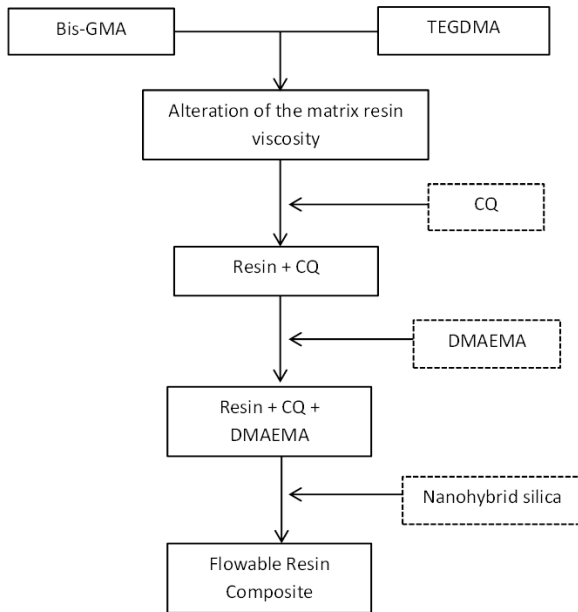 Bis-GMA
TEGDMA
Alteration of the matrix resin
viscosity
CQ
Resin + CQ
DMAEMA
Resin + CQ +
DMAEMA
Nanohybrid silica
Flowable Resin
Composite